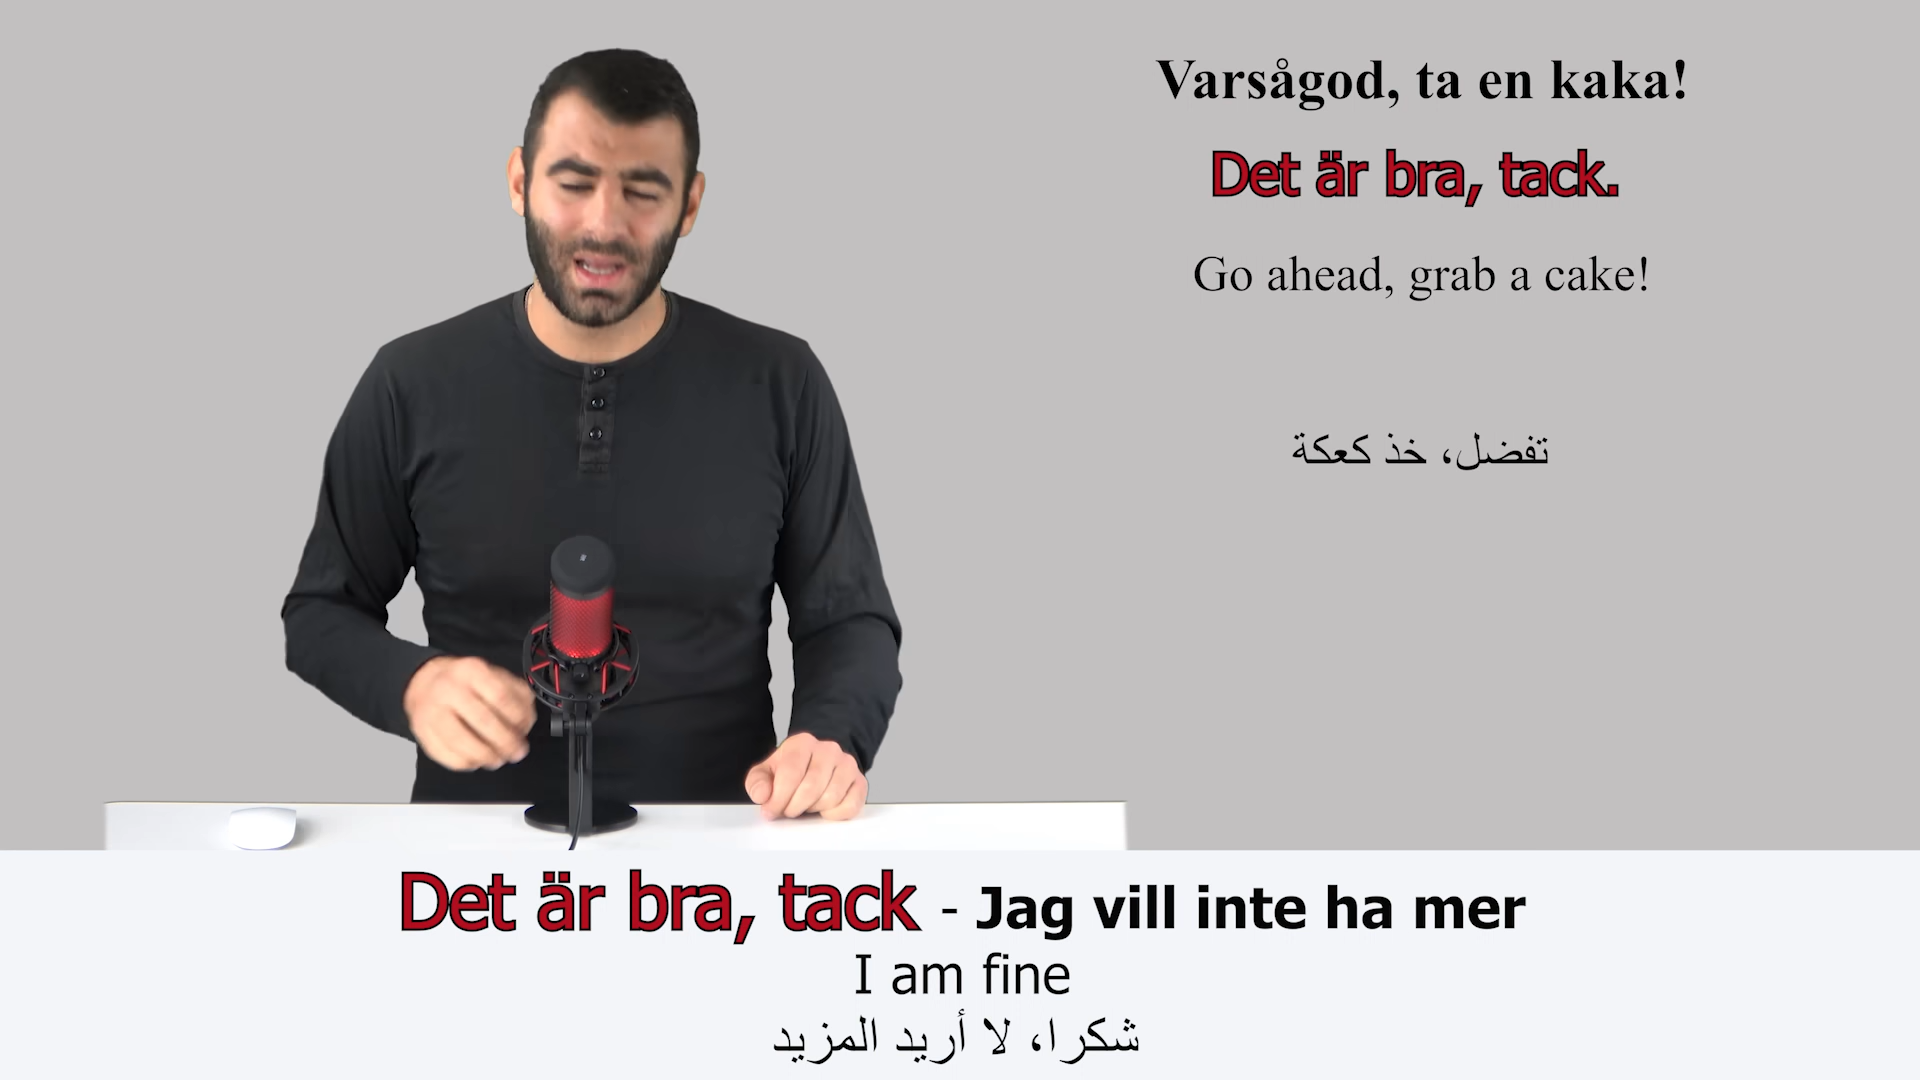 Varsågod, ta en kaka!
Det är bra, tack.
Go ahead, grab a cake!
تفضل، خذ كعكة
Det är bra, tack - Jag vill inte ha mer
I am fine
شكرا، لا أريد المزيد